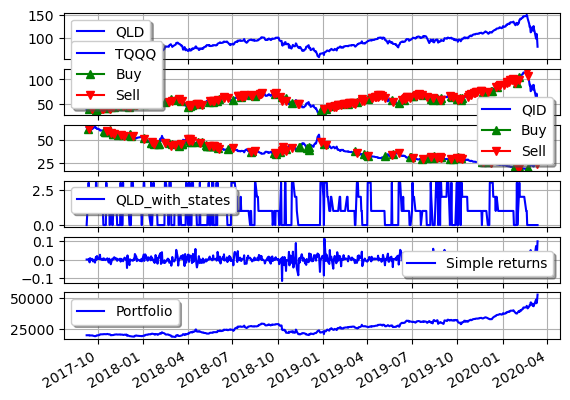 150
100
QLD
TQQQ
Buy
Sell
100
50
QID
Buy
Sell
50
25
2.5
0.0
QLD_with_states
0.1
0.0
−0.1
Simple returns
50000
25000
Portfolio
2017-10
2018-01
2018-04
2018-07
2018-10
2019-01
2019-04
2019-07
2019-10
2020-01
2020-04